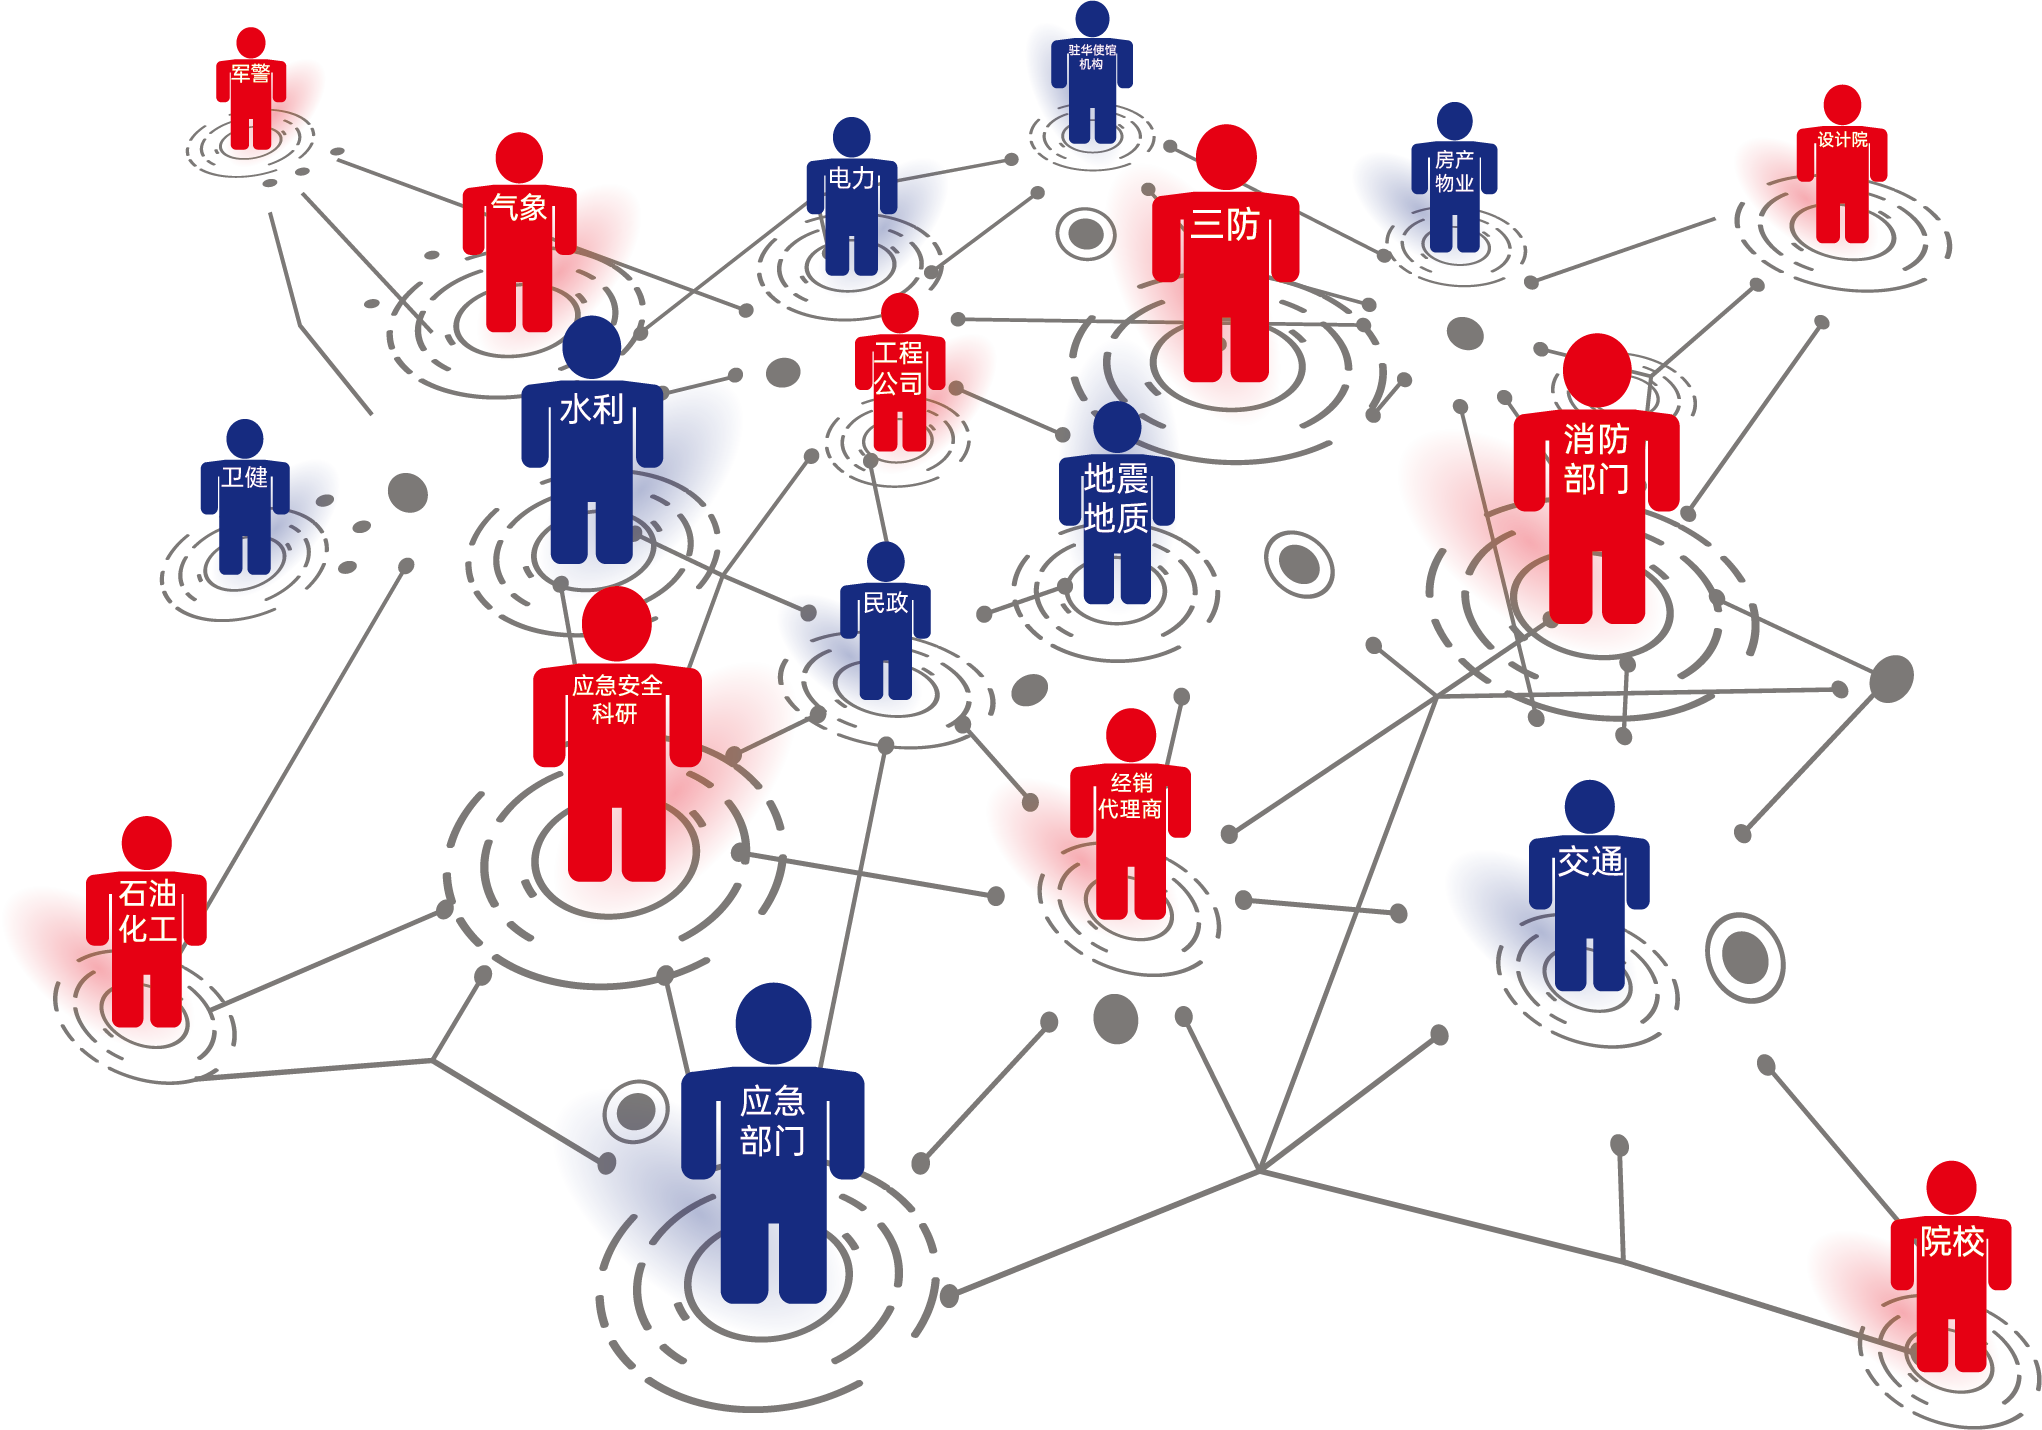 驻华使馆
机构
军警
设计院
房产
物业
电力
气象
三防
工程
公司
水利
消防
部门
卫健
地震
地质
民政
应急安全
科研
经销
代理商
交通
石油
化工
应急
部门
院校